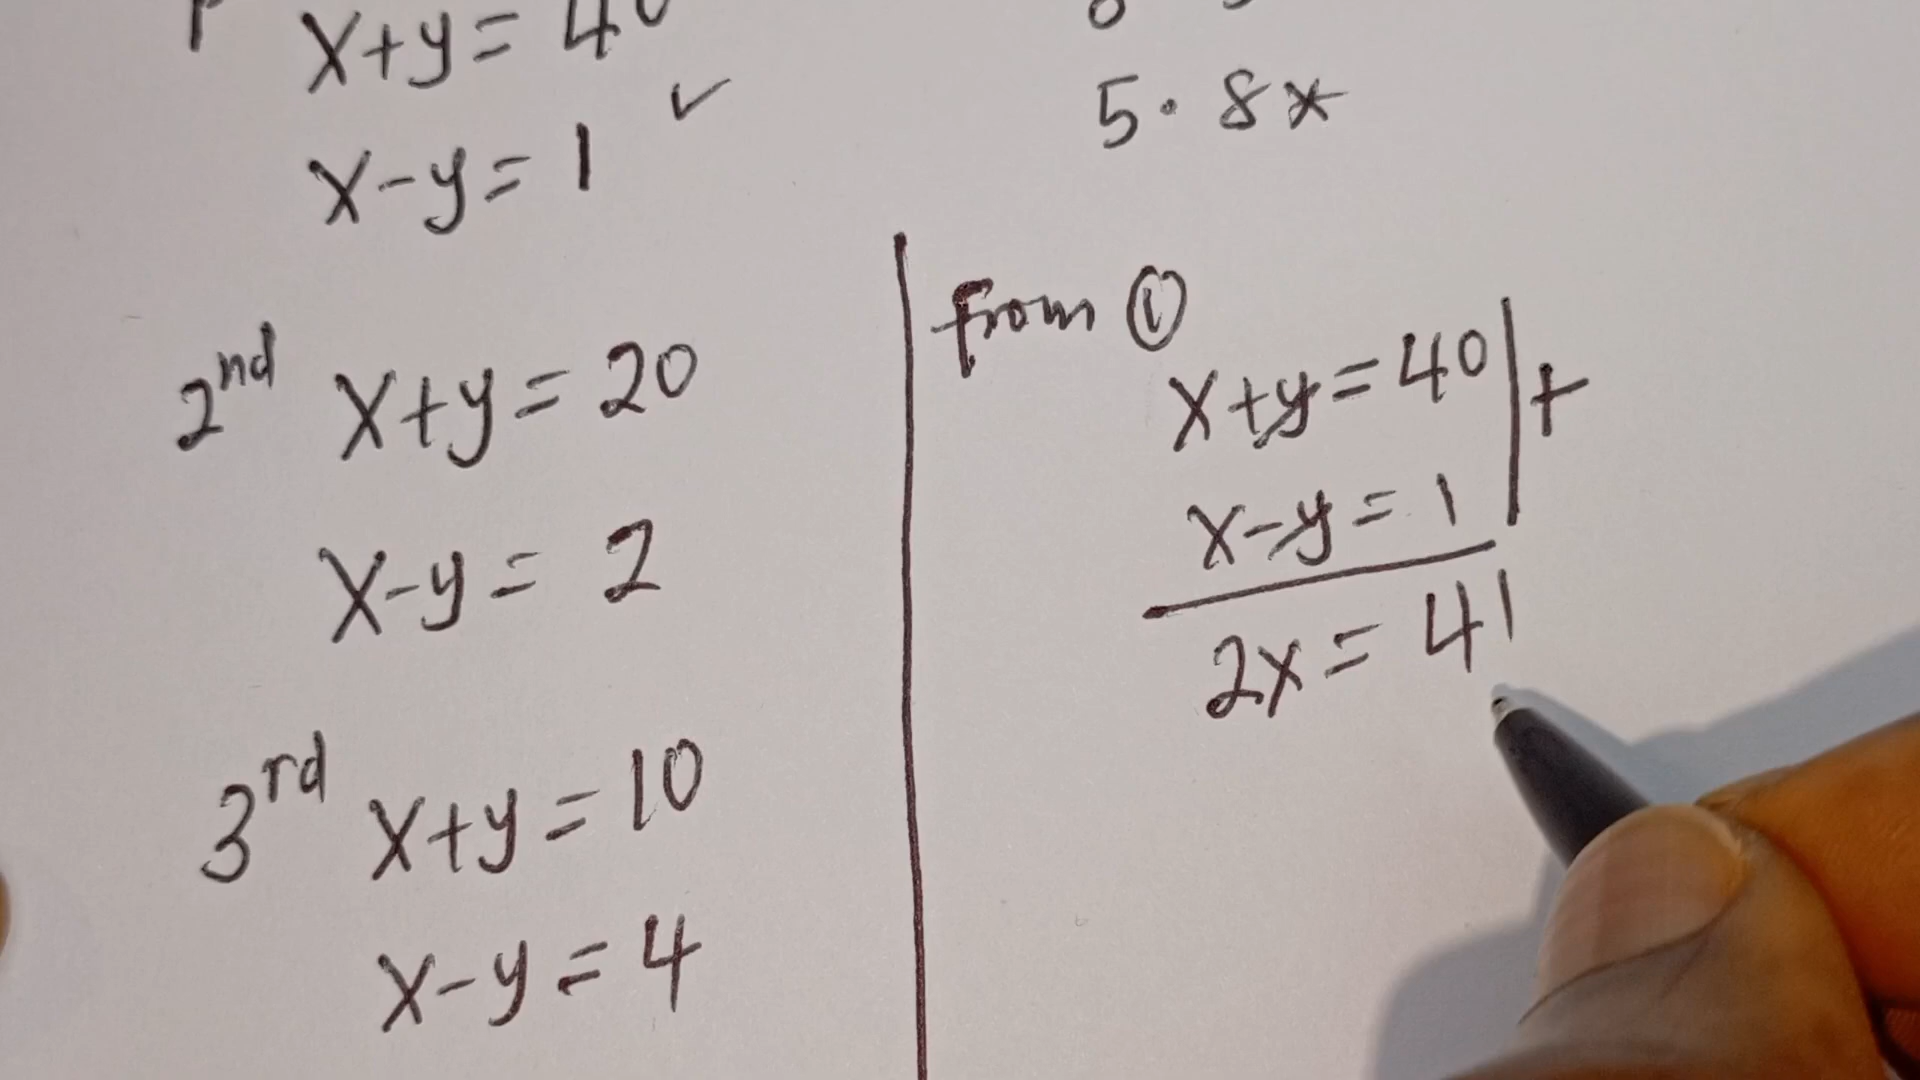 x+y= 40
x-y= 1 ✓
2nd x+y= 20
x-y= 2
3rd x+y= 10
x-y= 4
5. 8x
from ①
x+y=40 | +
x-y= 1
2x= 41